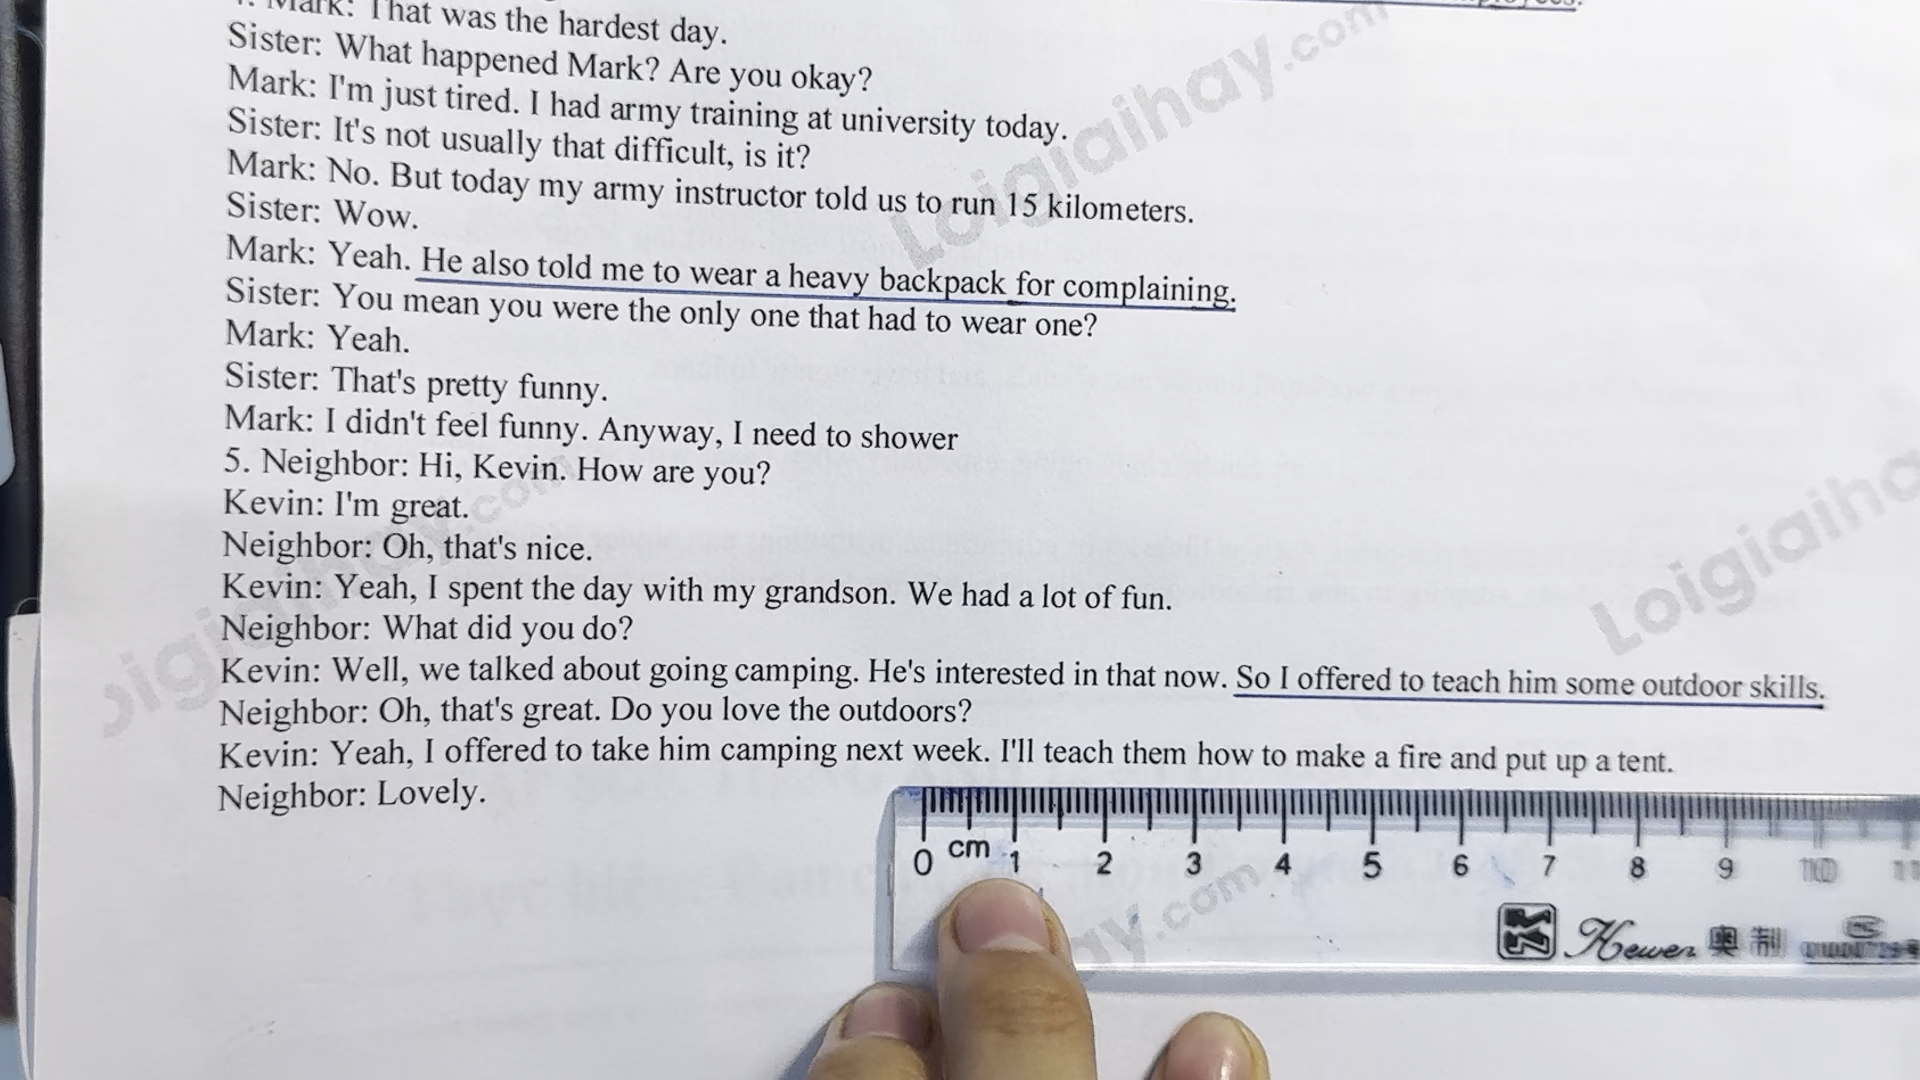 Mark: That was the hardest day.
Sister: What happened Mark? Are you okay?
Mark: I'm just tired. I had army training at university today.
Sister: It's not usually that difficult, is it?
Mark: No. But today my army instructor told us to run 15 kilometers.
Sister: Wow.
Mark: Yeah. He also told me to wear a heavy backpack for complaining.
Sister: You mean you were the only one that had to wear one?
Mark: Yeah.
Sister: That's pretty funny.
Mark: I didn't feel funny. Anyway, I need to shower
5. Neighbor: Hi, Kevin. How are you?
Kevin: I'm great.
Neighbor: Oh, that's nice.
Kevin: Yeah, I spent the day with my grandson. We had a lot of fun.
Neighbor: What did you do?
Kevin: Well, we talked about going camping. He's interested in that now. So I offered to teach him some outdoor skills.
Neighbor: Oh, that's great. Do you love the outdoors?
Kevin: Yeah, I offered to take him camping next week. I'll teach them how to make a fire and put up a tent.
Neighbor: Lovely.
Loigiaihay.com
0 cm 1 2 3 4 5 6 7 8 9 10 11
Kewen 奥 制